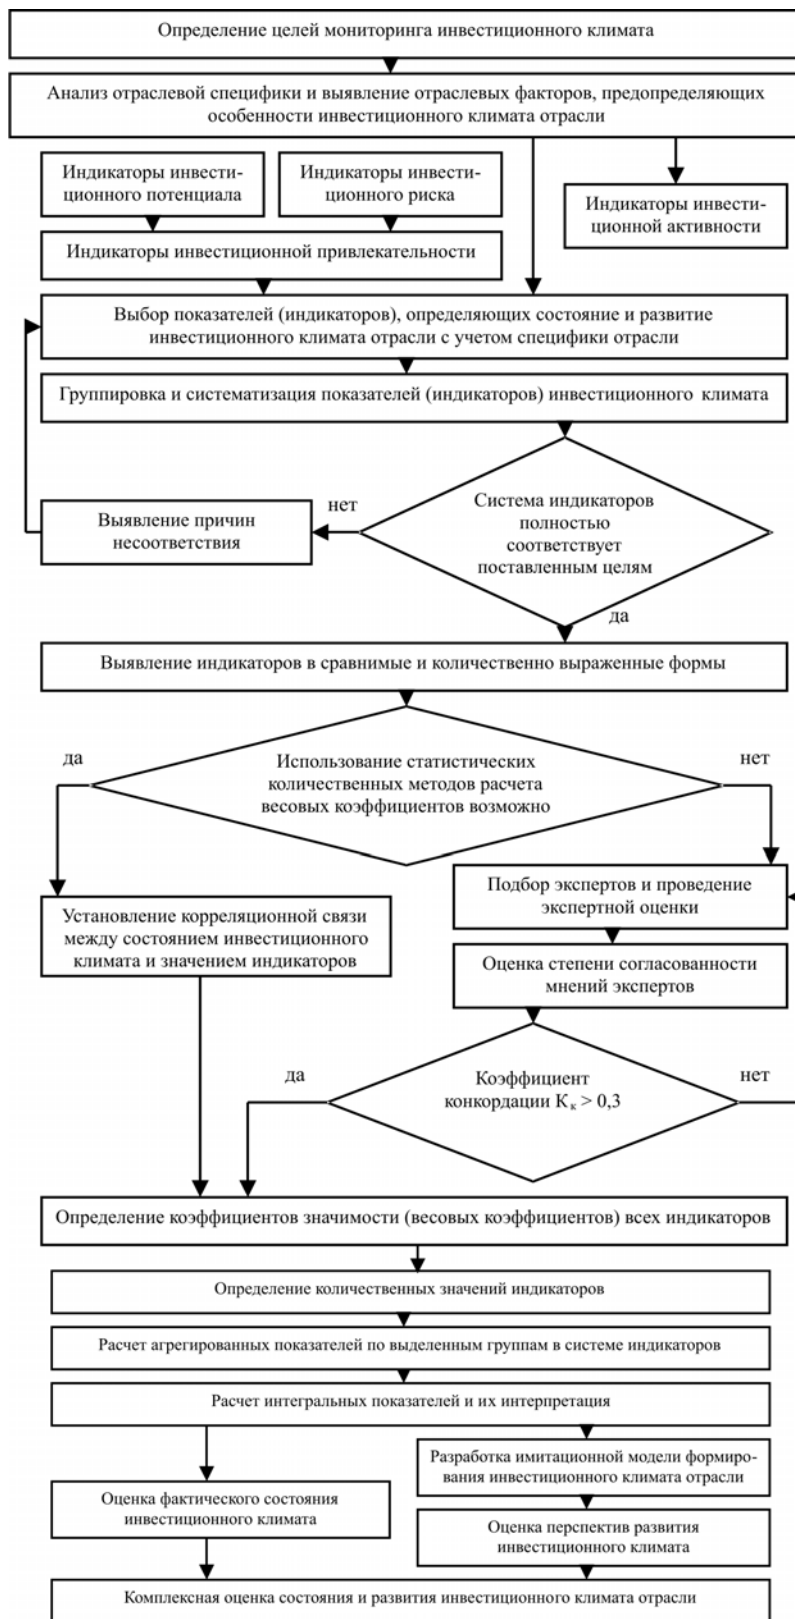 Определение целей мониторинга инвестиционного климата
Анализ отраслевой специфики и выявление отраслевых факторов, предопределяющих
особенности инвестиционного климата отрасли
Индикаторы инвести-
ционного потенциала
Индикаторы инвести-
ционного риска
Индикаторы инвести-
ционной активности
Индикаторы инвестиционной привлекательности
Выбор показателей (индикаторов), определяющих состояние и развитие
инвестиционного климата отрасли с учетом специфики отрасли
Группировка и систематизация показателей (индикаторов) инвестиционного климата
Система индикаторов
полностью
соответствует
поставленным целям
нет
Выявление причин
несоответствия
да
Выявление индикаторов в сравнимые и количественно выраженные формы
да
Использование статистических
количественных методов расчета
весовых коэффициентов возможно
нет
Установление корреляционной связи
между состоянием инвестиционного
климата и значением индикаторов
Подбор экспертов и проведение
экспертной оценки
Оценка степени согласованности
мнений экспертов
да
Коэффициент
конкордации Кк > 0,3
нет
Определение коэффициентов значимости (весовых коэффициентов) всех индикаторов
Определение количественных значений индикаторов
Расчет агрегированных показателей по выделенным группам в системе индикаторов
Расчет интегральных показателей и их интерпретация
Разработка имитационной модели формиро-
вания инвестиционного климата отрасли
Оценка фактического состояния
инвестиционного климата
Оценка перспектив развития
инвестиционного климата
Комплексная оценка состояния и развития инвестиционного климата отрасли